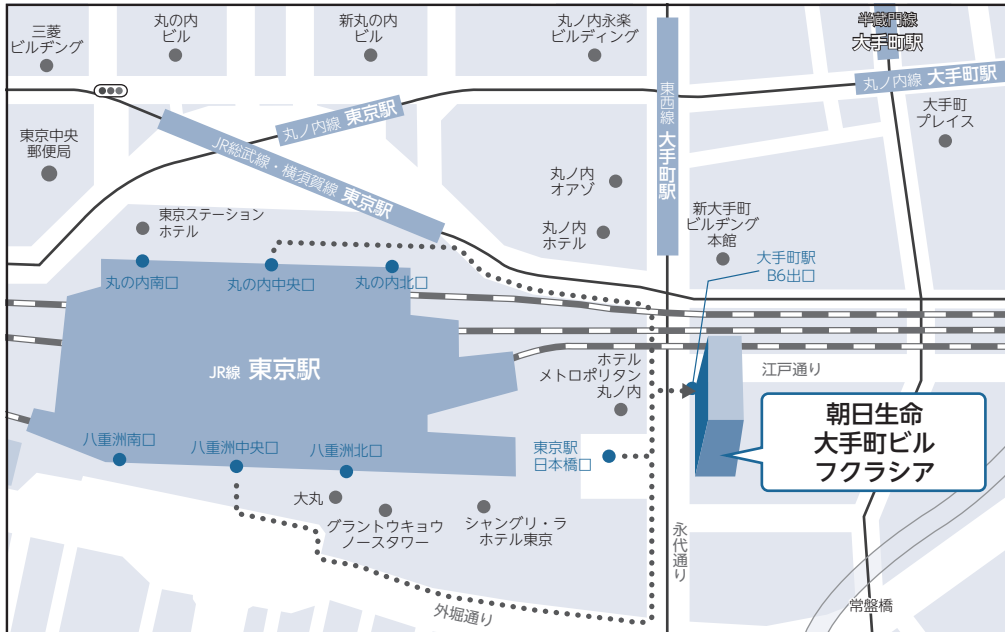 三菱
ビルヂング
丸の内
ビル
新丸の内
ビル
丸ノ内永楽
ビルディング
半蔵門線
大手町駅
丸ノ内線 大手町駅
東西線 大手町駅
丸ノ内線 東京駅
JR総武線・横須賀線 東京駅
東京中央
郵便局
大手町
プレイス
丸ノ内
オアゾ
丸ノ内
ホテル
新大手町
ビルヂング
本館
東京ステーション
ホテル
大手町駅
B6出口
丸の内南口
丸の内中央口
丸の内北口
JR線 東京駅
ホテル
メトロポリタン
丸ノ内
江戸通り
朝日生命
大手町ビル
フクラシア
八重洲南口
八重洲中央口
八重洲北口
東京駅
日本橋口
大丸
グラントウキョウ
ノースタワー
シャングリ・ラ
ホテル東京
永代通り
外堀通り
常盤橋